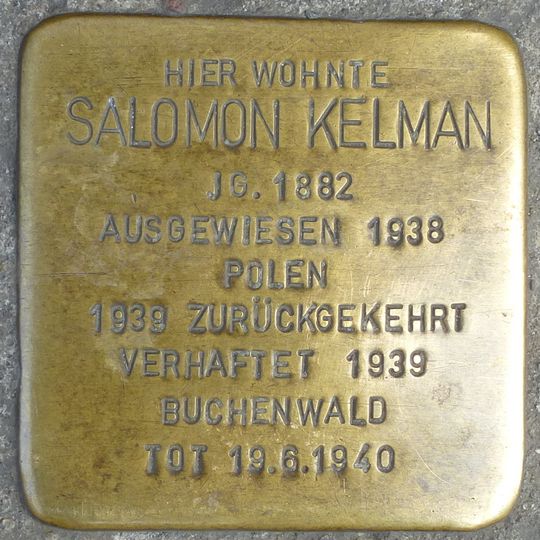 HIER WOHNTE
SALOMON KELMAN
JG. 1882
AUSGEWIESEN 1938
POLEN
1939 ZURÜCKGEKEHRT
VERHAFTET 1939
BUCHENWALD
TOT 19.6.1940